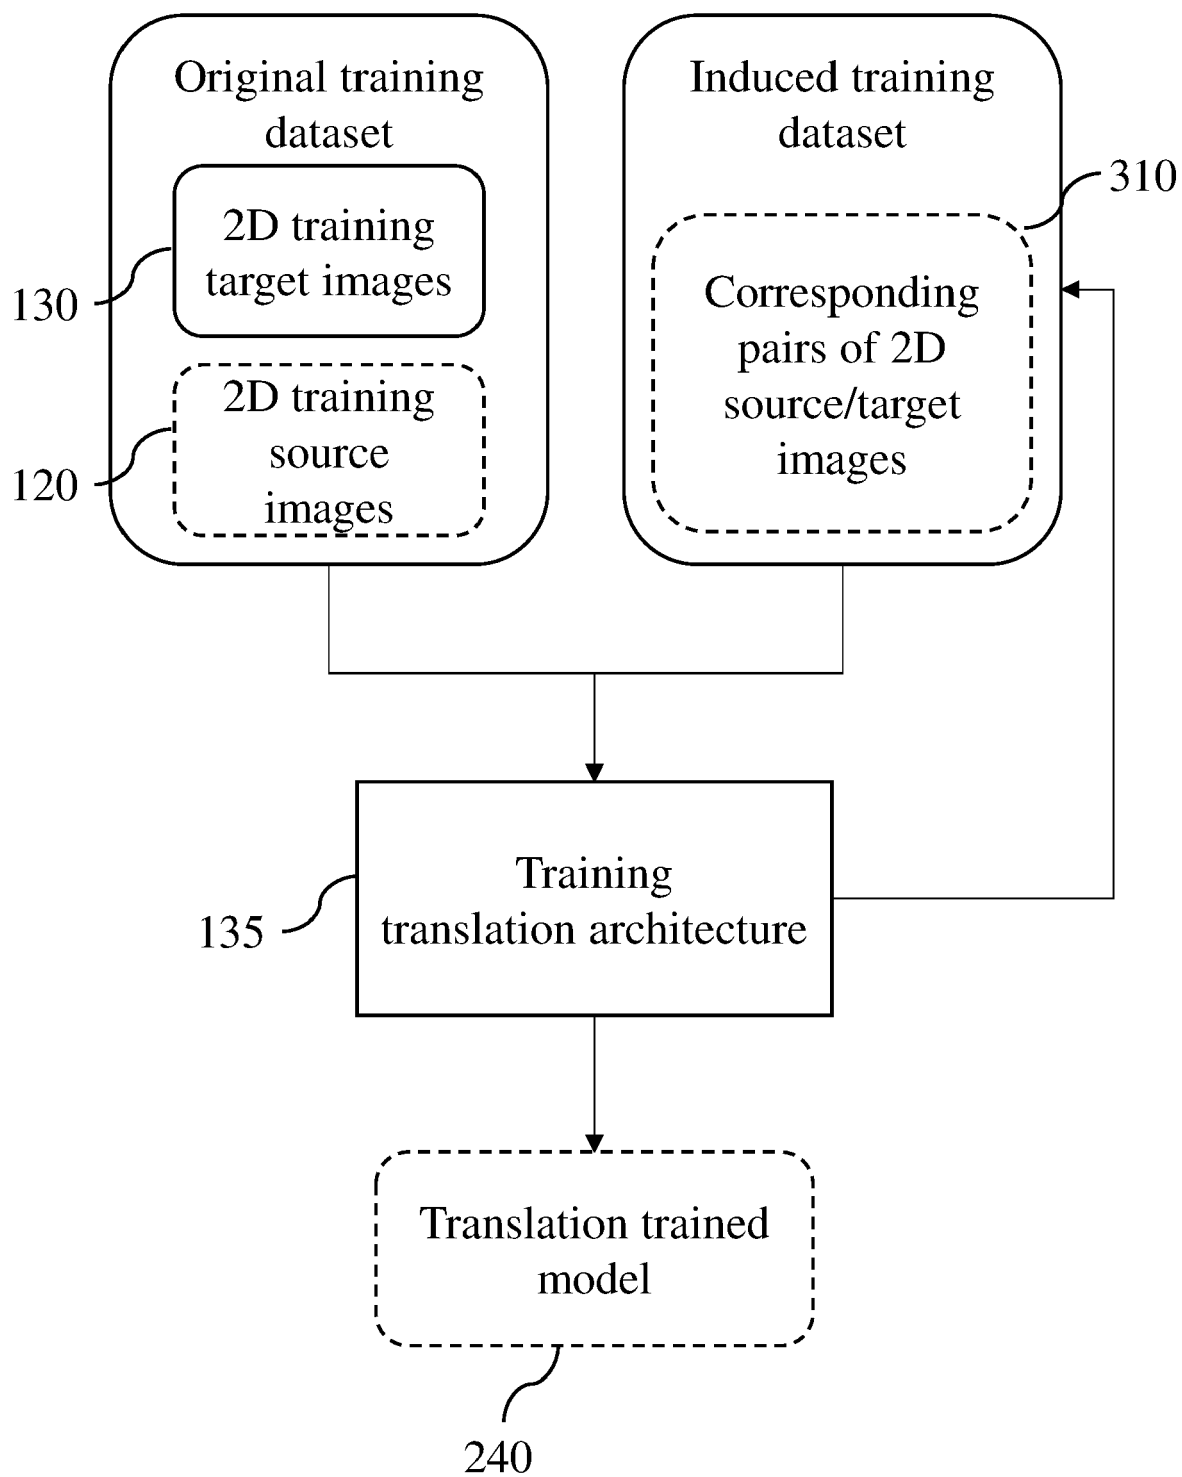 Original training
dataset
2D training
target images
130
2D training
source
images
120
Induced training
dataset
310
Corresponding
pairs of 2D
source/target
images
Training
translation architecture
135
Translation trained
model
240